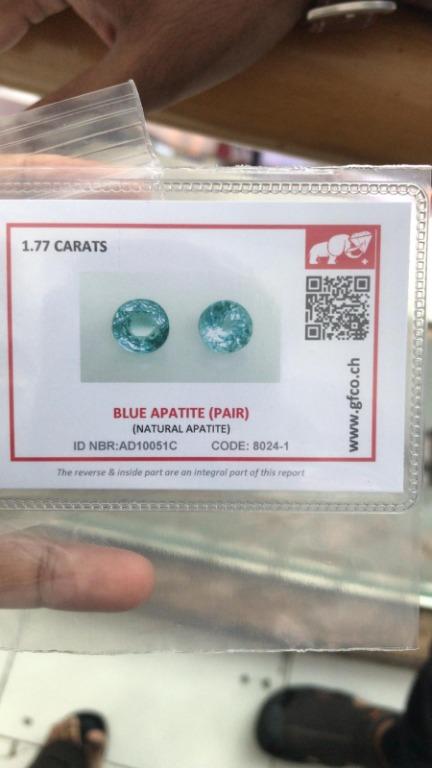 1.77 CARATS
BLUE APATITE (PAIR)
(NATURAL APATITE)
ID NBR:AD10051C CODE: 8024-1
www.gfco.ch
The reverse & inside part are an integral part of this report